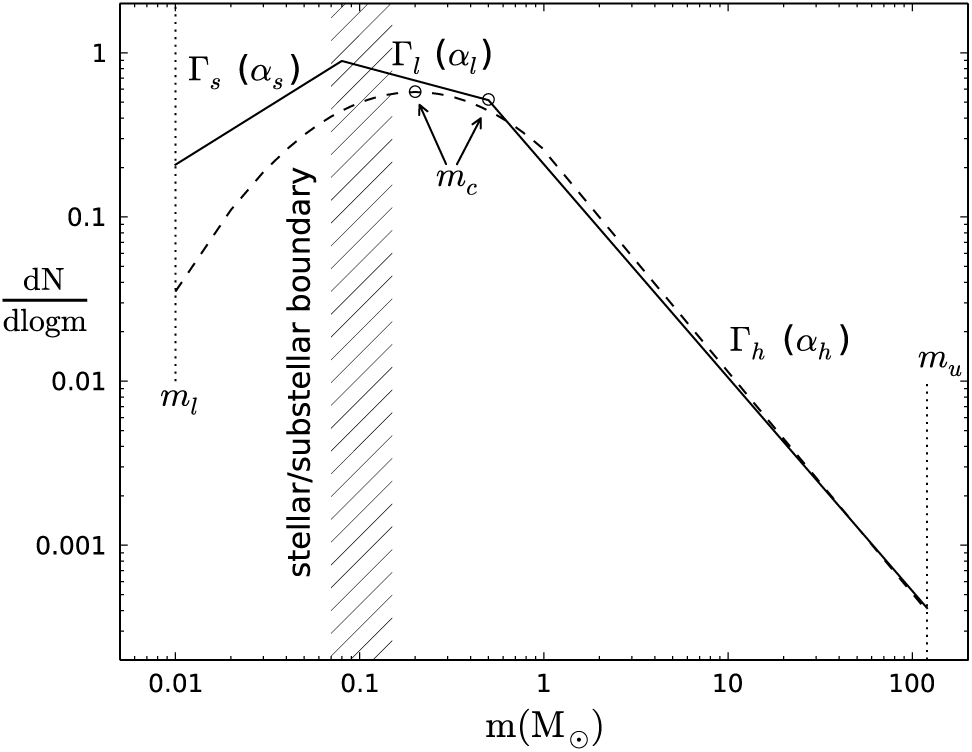 1
Γs (αs)
Γl (αl)
mc
0.1
dN
dlogm
stellar/substellar boundary
Γh (αh)
mu
0.01
ml
0.001
0.01
0.1
1
10
100
m(M⊙)